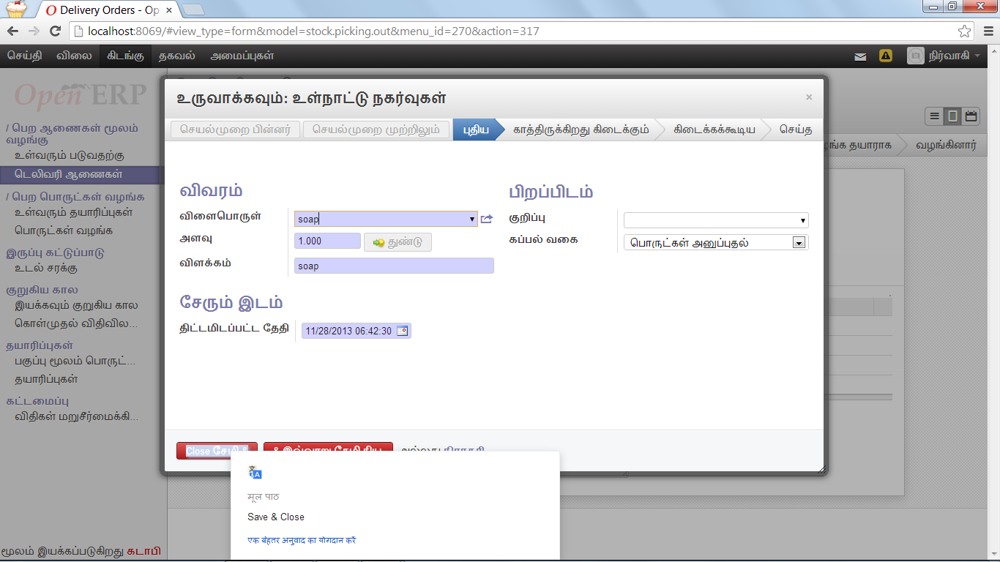 Delivery Orders - Op
localhost:8069/#view_type=form&model=stock.picking.out&menu_id=270&action=317
செய்தி விலை கிடங்கு தகவல் அமைப்புகள் நிர்வாகி
Open ERP
/ பெற ஆணைகள் மூலம்
வழங்கு
உள்வரும் படுவதற்கு
டெலிவரி ஆணைகள்
/ பெற பொருட்கள் வழங்க
உள்வரும் தயாரிப்புகள்
பொருட்கள் வழங்க
இருப்பு கட்டுப்பாடு
உடல் சரக்கு
குறுகிய கால
இயக்கவும் குறுகிய கால
கொள்முதல் விதிவில...
தயாரிப்புகள்
பகுப்பு மூலம் பொருட்...
தயாரிப்புகள்
கட்டமைப்பு
விதிகள் மறுசீர்மைக்கி...
மூலம் இயக்கப்படுகிறது கடாபி
உருவாக்கவும்: உள்நாட்டு நகர்வுகள்
செயல்முறை பின்னர் செயல்முறை முற்றிலும் புதிய காத்திருக்கிறது கிடைக்கும் கிடைக்கக்கூடிய செய்த
தயாராக வழங்கினார்
விவரம்
விளைபொருள் soap
அளவு 1.000 துண்டு
விளக்கம் soap
பிறப்பிடம்
குறிப்பு
கப்பல் வகை பொருட்கள் அனுப்புதல்
சேரும் இடம்
திட்டமிடப்பட்ட தேதி 11/28/2013 06:42:30
Close சேமி &
& இவ்வாறு சேமி புதிய அல்லது நிராகரி
मूल पाठ
Save & Close
एक बेहतर अनुवाद का योगदान करें